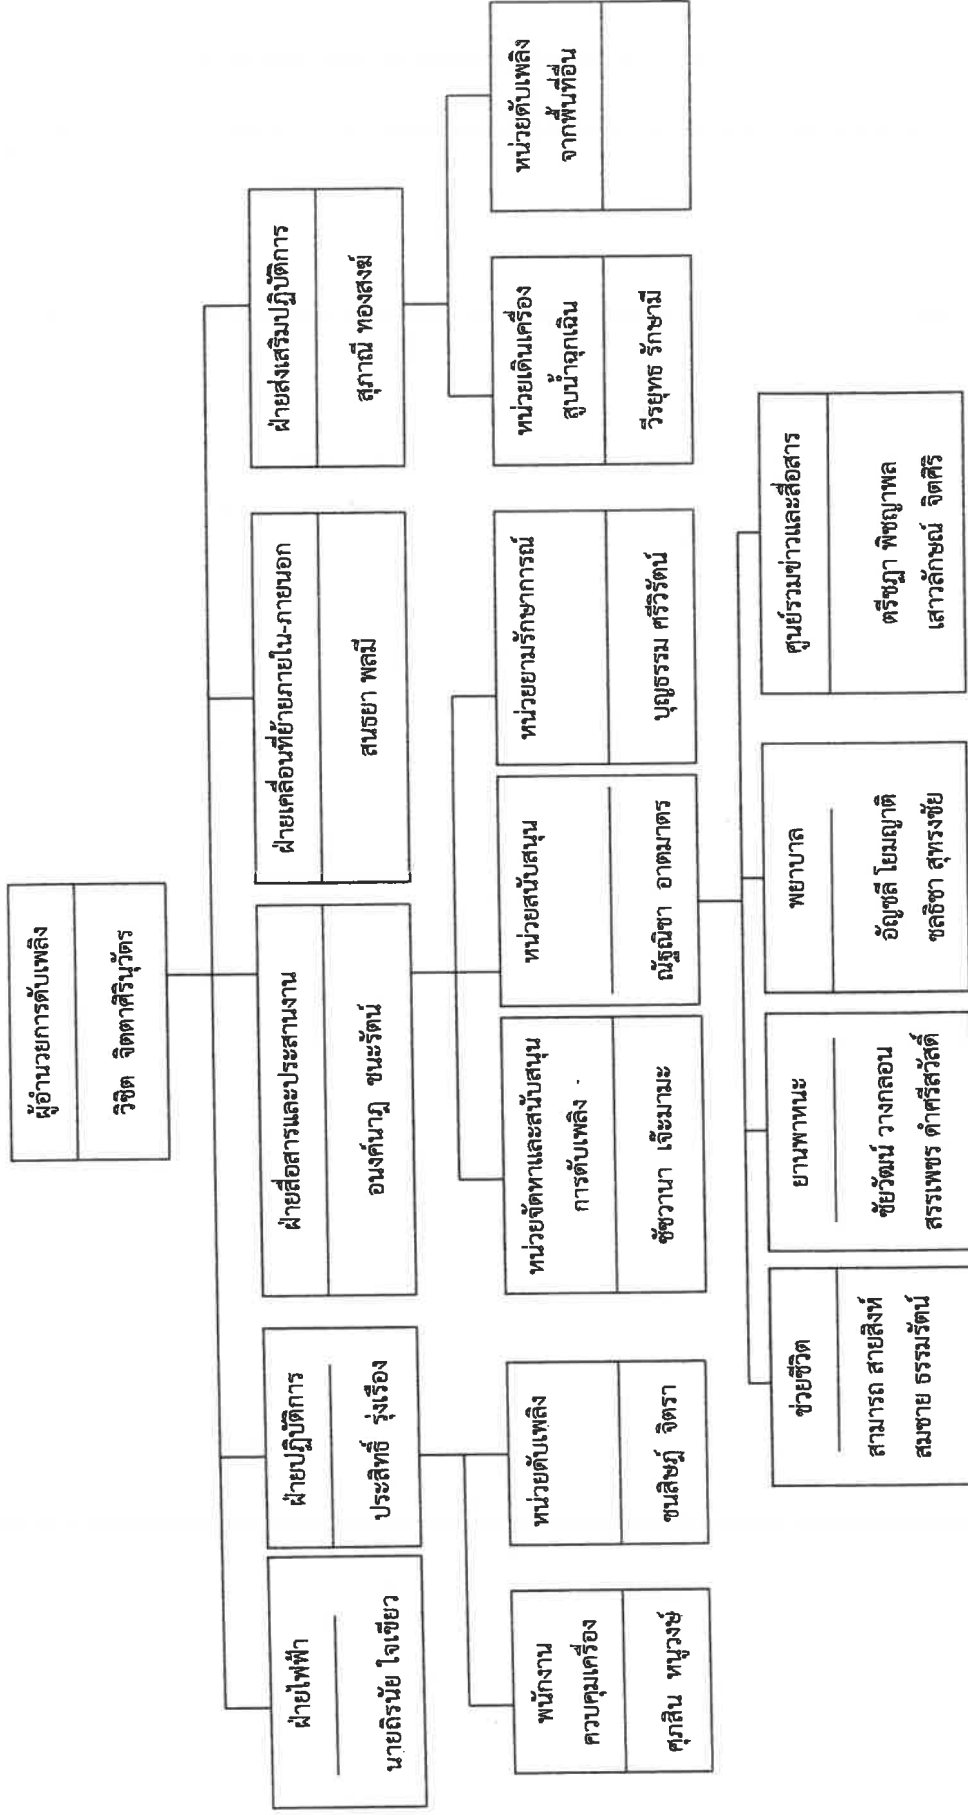 ผู้อำนวยการดับเพลิง
วิชิต จิตตาศิรินุวัตร
ฝ่ายไฟฟ้า
นายถิรนัย ใจเขียว
ฝ่ายปฏิบัติการ
ประสิทธิ์ รุ่งเรือง
ฝ่ายสื่อสารและประสานงาน
อนงค์นาฏ ชนะรัตน์
ฝ่ายเคลื่อนที่ย้ายภายใน-ภายนอก
สนธยา พลมี
ฝ่ายส่งเสริมปฏิบัติการ
สุภาณี ทองสงฆ์
พนักงาน
ควบคุมเครื่อง
ศุภสิน หนูวงษ์
หน่วยดับเพลิง
ชนสิษฎ์ จิตรา
หน่วยจัดหาและสนับสนุน
การดับเพลิง
ซัชวานา เจ๊ะมามะ
หน่วยสนับสนุน
ณัฐณิชา อาตมาตร
หน่วยยามรักษาการณ์
บุญธรรม ศรีวิรัตน์
หน่วยเดินเครื่อง
สูบน้ำฉุกเฉิน
วีรยุทธ รักษามี
หน่วยดับเพลิง
จากพื้นที่อื่น
ช่วยชีวิต
สามารถ สายสิงห์
สมชาย ธรรมรัตน์
ยานพาหนะ
ชัยวัฒน์ วางกลอน
สรรเพชร ดำศรีสวัสดิ์
พยาบาล
อัญชลี โยมญาติ
ชลธิชา สุทรงชัย
ศูนย์รวมข่าวและสื่อสาร
ตรีชฎา พิชญาพล
เสาวลักษณ์ จิตศิริ